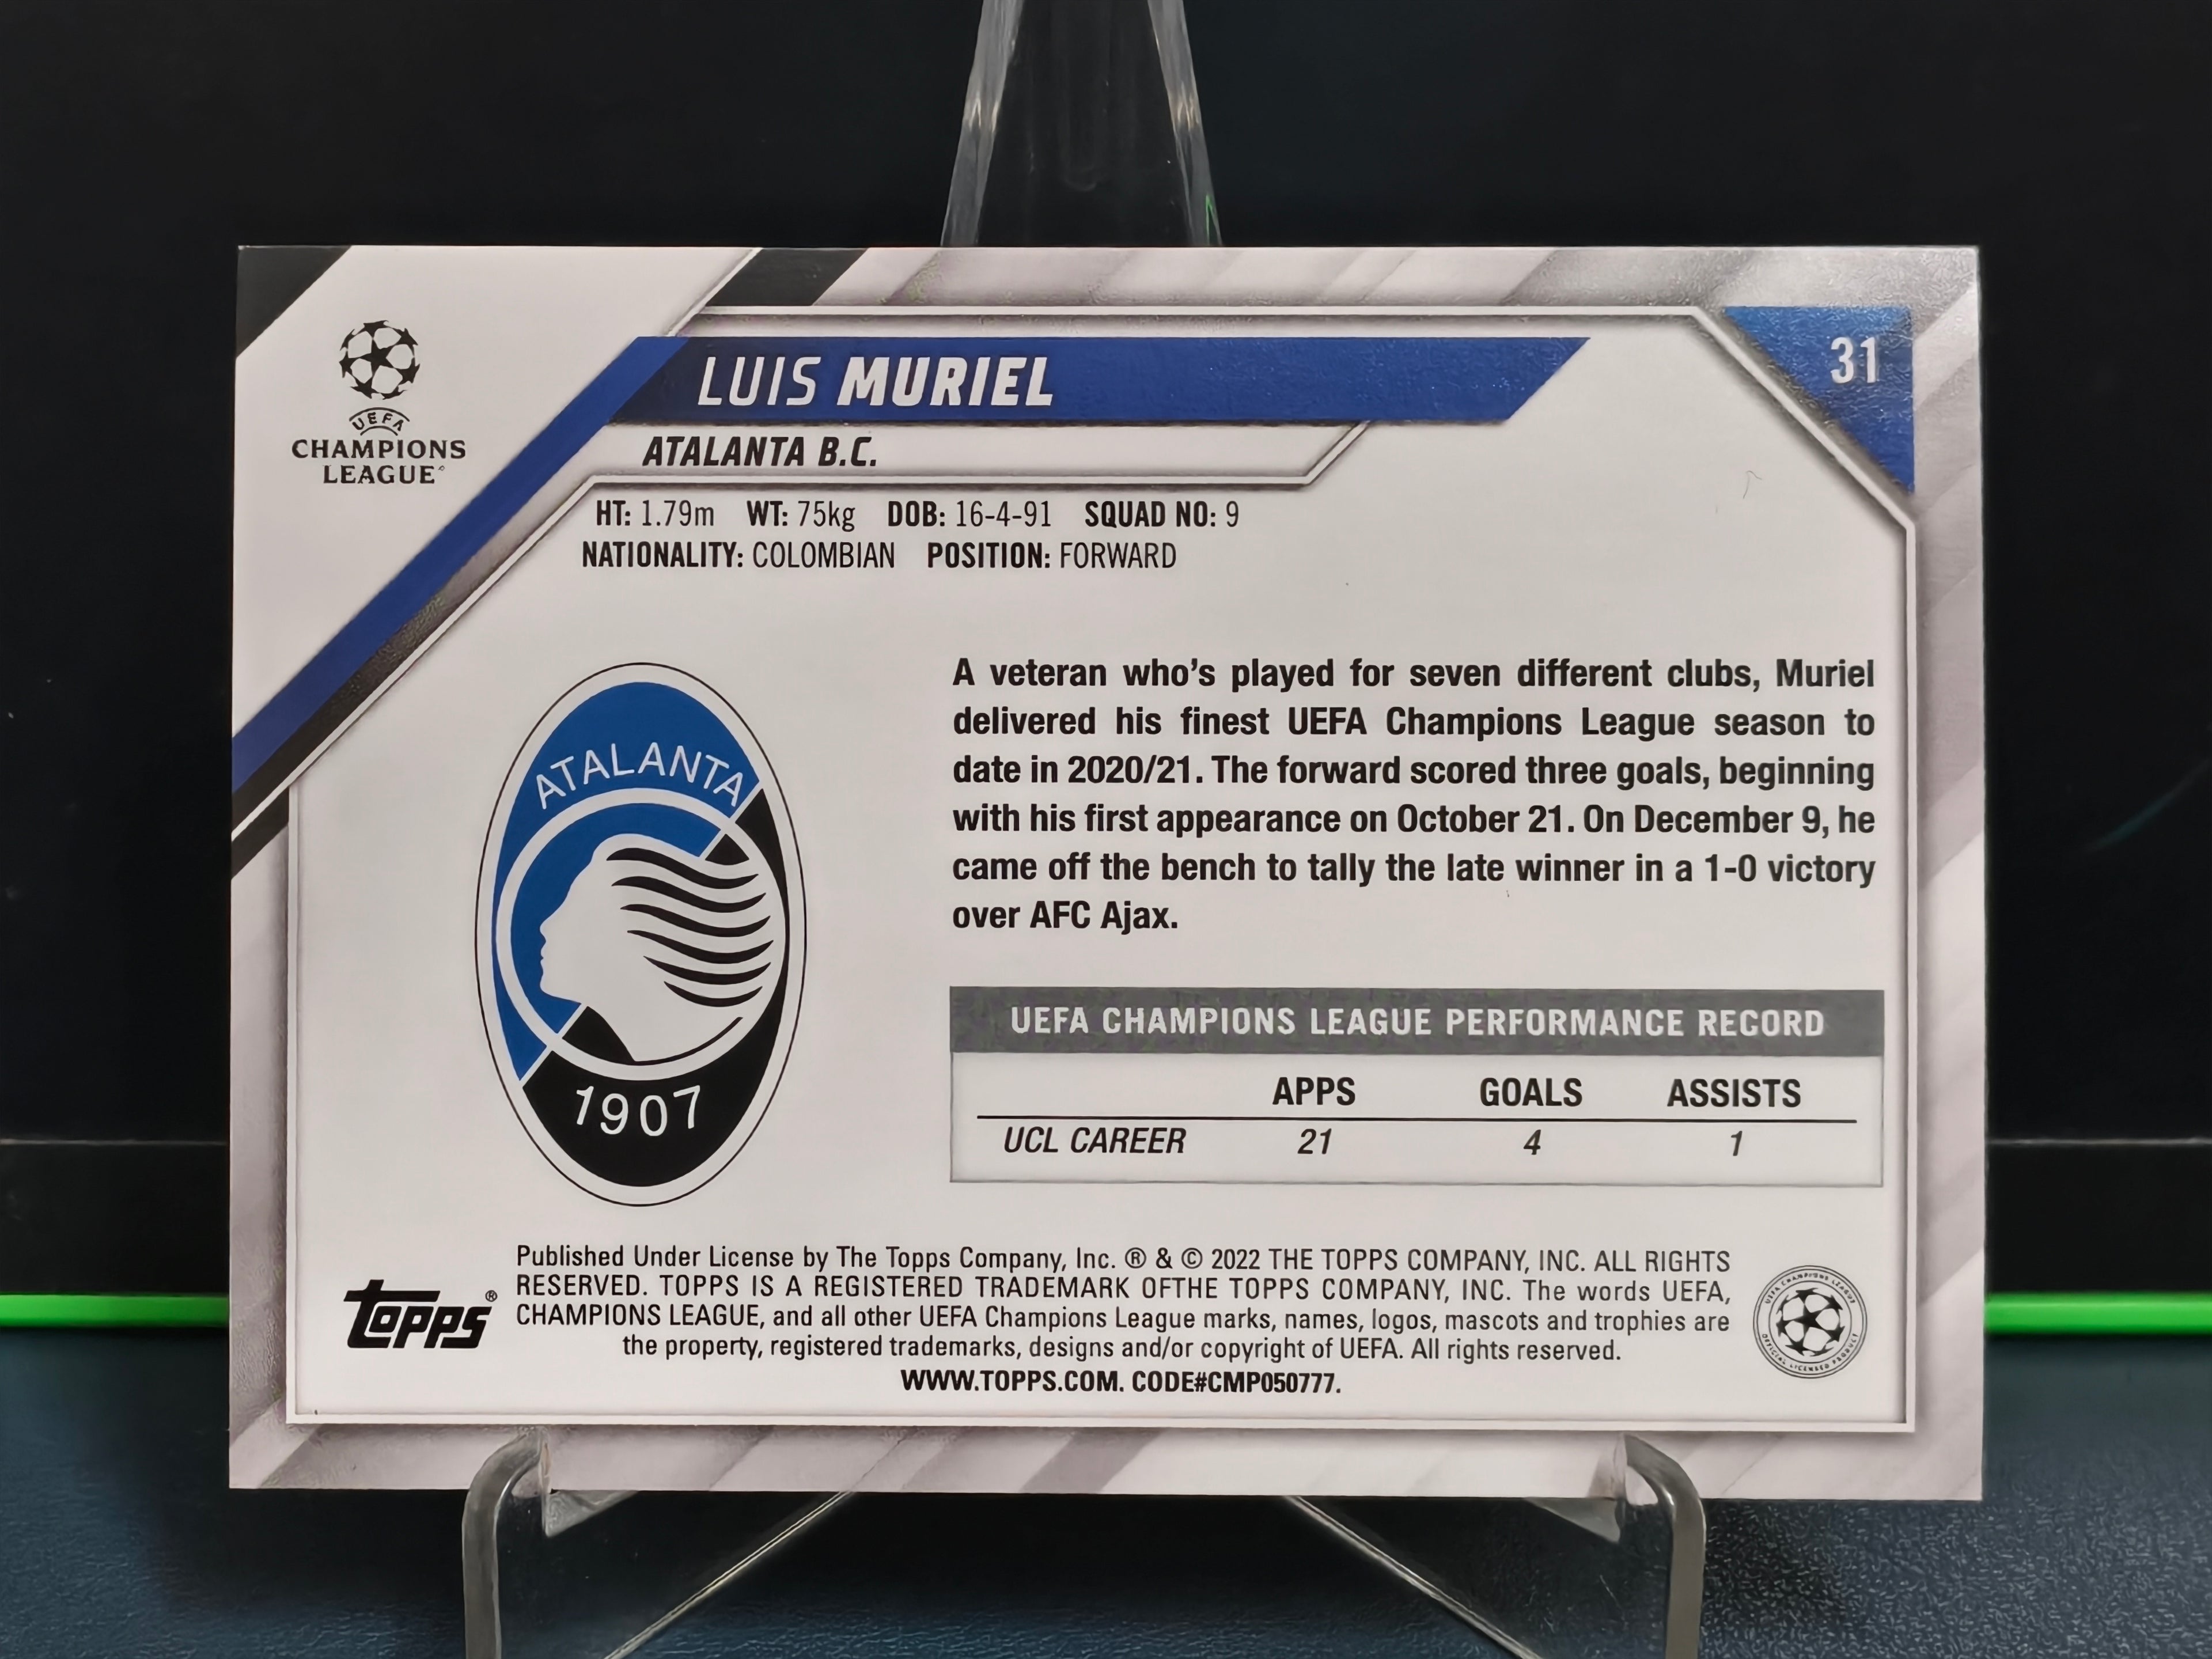 UEFA
CHAMPIONS
LEAGUE
LUIS MURIEL
31
ATALANTA B.C.
HT: 1.79m WT: 75kg DOB: 16-4-91 SQUAD NO: 9
NATIONALITY: COLOMBIAN POSITION: FORWARD
ATALANTA
1907
A veteran who's played for seven different clubs, Muriel
delivered his finest UEFA Champions League season to
date in 2020/21. The forward scored three goals, beginning
with his first appearance on October 21. On December 9, he
came off the bench to tally the late winner in a 1-0 victory
over AFC Ajax.
UEFA CHAMPIONS LEAGUE PERFORMANCE RECORD
APPS GOALS ASSISTS
UCL CAREER 21 4 1
topps®
Published Under License by The Topps Company, Inc. ® & © 2022 THE TOPPS COMPANY, INC. ALL RIGHTS
RESERVED. TOPPS IS A REGISTERED TRADEMARK OFTHE TOPPS COMPANY, INC. The words UEFA,
CHAMPIONS LEAGUE, and all other UEFA Champions League marks, names, logos, mascots and trophies are
the property, registered trademarks, designs and/or copyright of UEFA. All rights reserved.
WWW.TOPPS.COM. CODE#CMP050777.
UEFA CHAMPIONS LEAGUE
OFFICIAL LICENSED PRODUCT